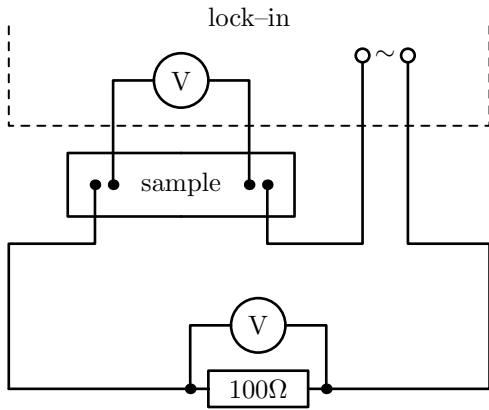 lock–in
V
~
sample
V
100Ω